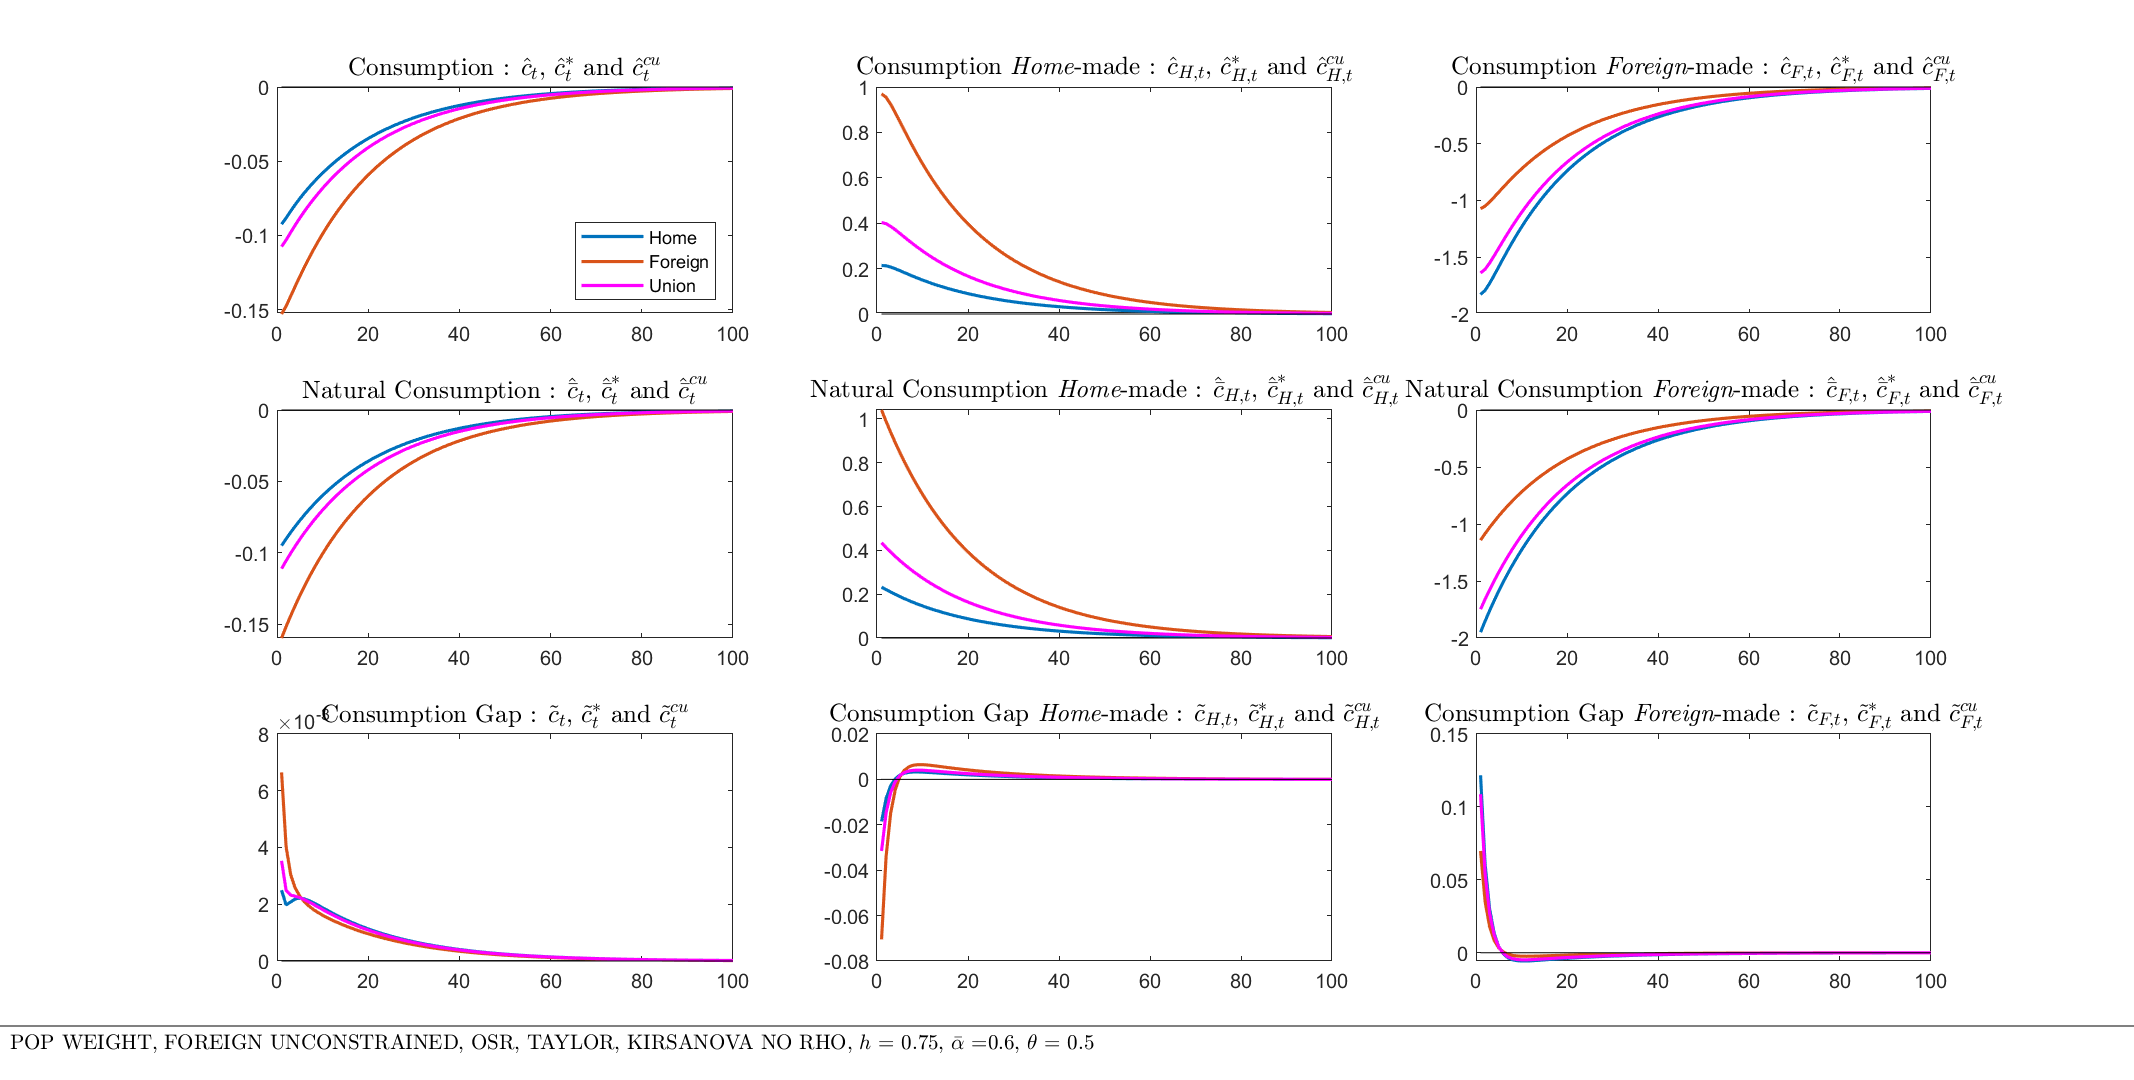 Consumption : ĉ_t, ĉ*_t and ĉ^cu_t
0
-0.05
-0.1
-0.15
0 20 40 60 80 100
Home
Foreign
Union
Consumption Home-made : ĉ_H,t, ĉ*_H,t and ĉ^cu_H,t
1
0.8
0.6
0.4
0.2
0
0 20 40 60 80 100
Consumption Foreign-made : ĉ_F,t, ĉ*_F,t and ĉ^cu_F,t
0
-0.5
-1
-1.5
-2
0 20 40 60 80 100
Natural Consumption : ĉ̄_t, ĉ̄*_t and ĉ̄^cu_t
0
-0.05
-0.1
-0.15
0 20 40 60 80 100
Natural Consumption Home-made : ĉ̄_H,t, ĉ̄*_H,t and ĉ̄^cu_H,t
1
0.8
0.6
0.4
0.2
0
0 20 40 60 80 100
Natural Consumption Foreign-made : ĉ̄_F,t, ĉ̄*_F,t and ĉ̄^cu_F,t
0
-0.5
-1
-1.5
-2
0 20 40 60 80 100
Consumption Gap : c̃_t, c̃*_t and c̃^cu_t
×10^-3
8
6
4
2
0
0 20 40 60 80 100
Consumption Gap Home-made : c̃_H,t, c̃*_H,t and c̃^cu_H,t
0.02
0
-0.02
-0.04
-0.06
-0.08
0 20 40 60 80 100
Consumption Gap Foreign-made : c̃_F,t, c̃*_F,t and c̃^cu_F,t
0.15
0.1
0.05
0
0 20 40 60 80 100
POP WEIGHT, FOREIGN UNCONSTRAINED, OSR, TAYLOR, KIRSANOVA NO RHO, h = 0.75, ᾱ =0.6, θ = 0.5